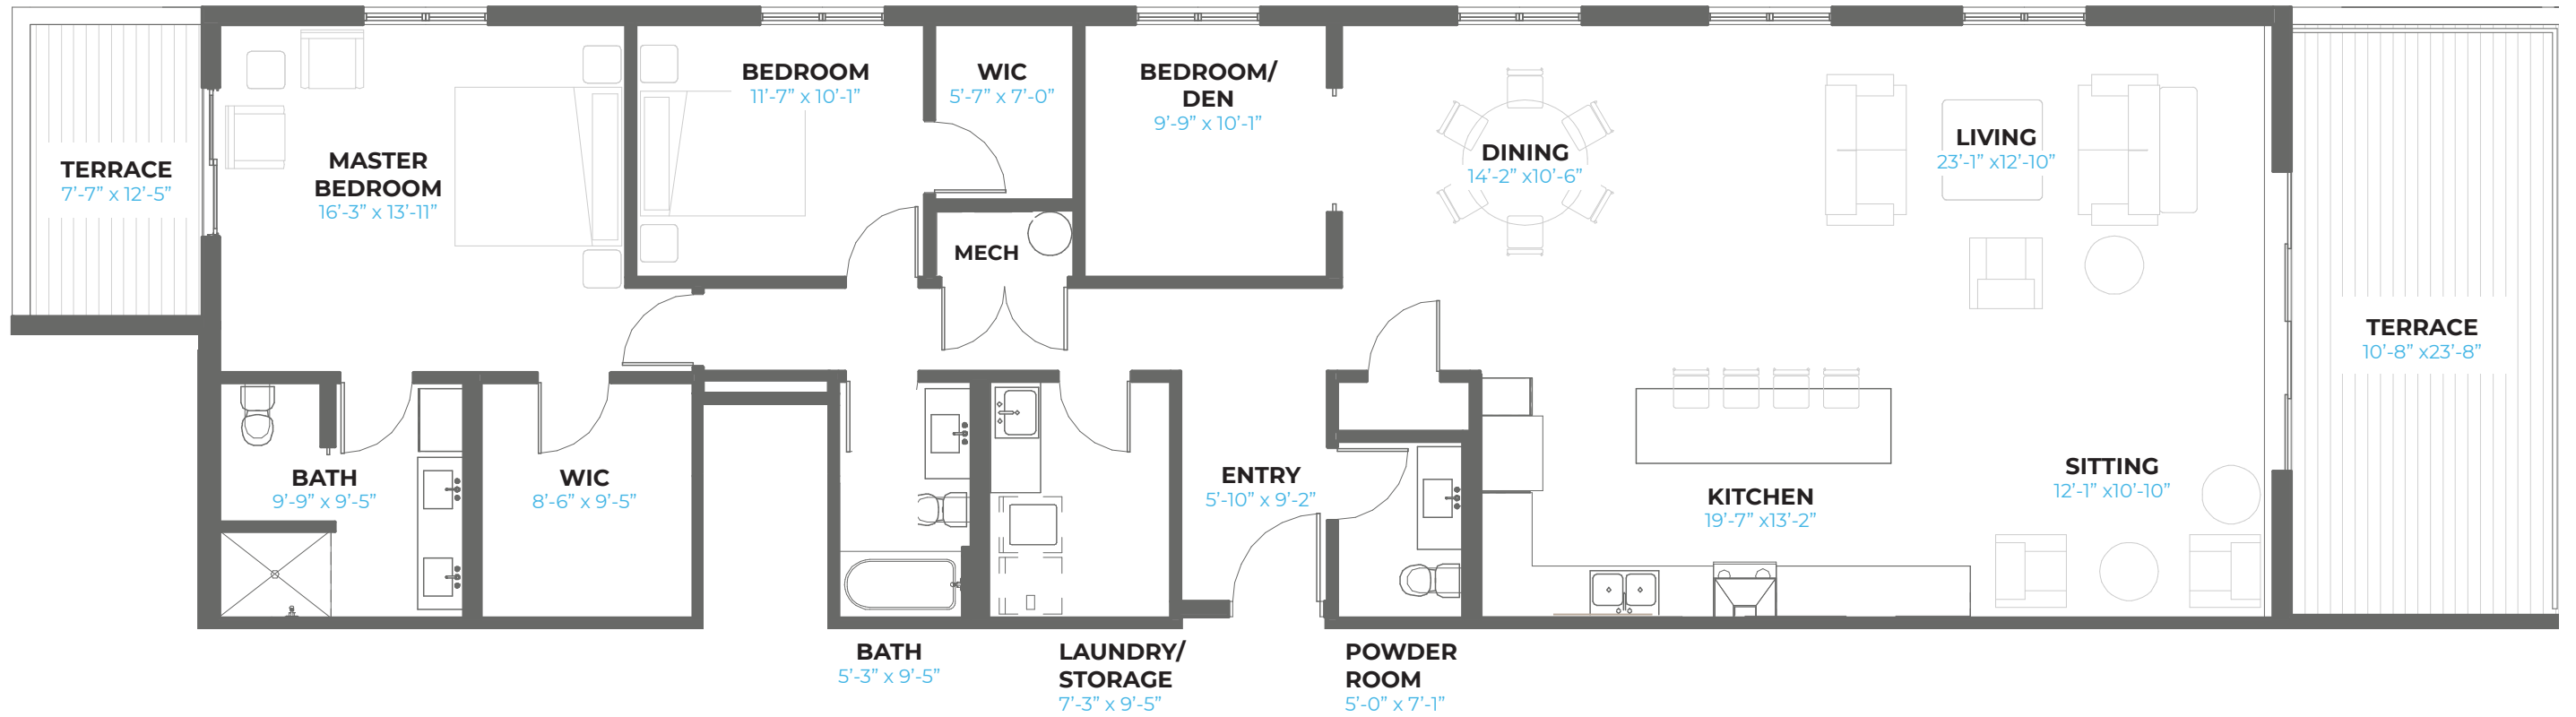 TERRACE
7’-7” x 12’-5”
MASTER
BEDROOM
16’-3” x 13’-11”
BEDROOM
11’-7” x 10’-1”
WIC
5’-7” x 7’-0”
BEDROOM/
DEN
9’-9” x 10’-1”
MECH
DINING
14’-2” x10’-6”
LIVING
23’-1” x12’-10”
TERRACE
10’-8” x23’-8”
BATH
9’-9” x 9’-5”
WIC
8’-6” x 9’-5”
ENTRY
5’-10” x 9’-2”
KITCHEN
19’-7” x13’-2”
SITTING
12’-1” x10’-10”
BATH
5’-3” x 9’-5”
LAUNDRY/
STORAGE
7’-3” x 9’-5”
POWDER
ROOM
5’-0” x 7’-1”